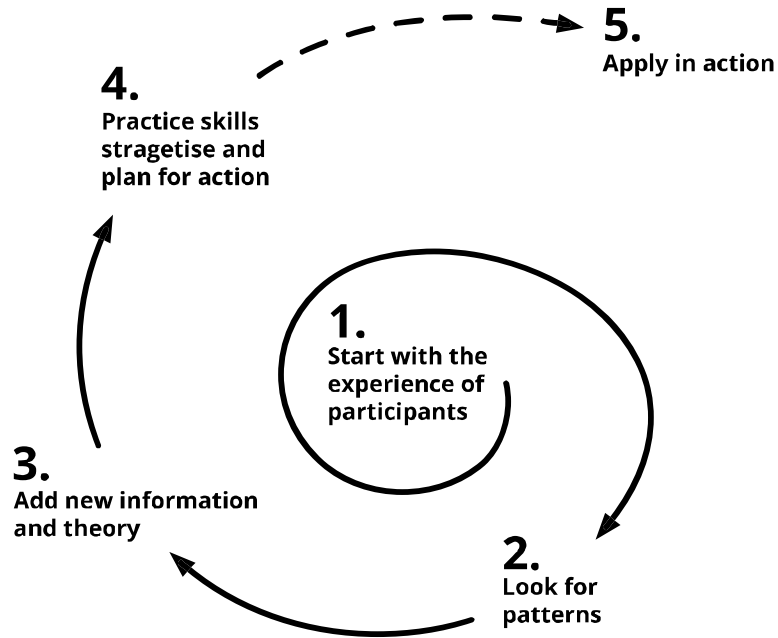 1.
Start with the
experience of
participants
2.
Look for
patterns
3.
Add new information
and theory
4.
Practice skills
stragetise and
plan for action
5.
Apply in action